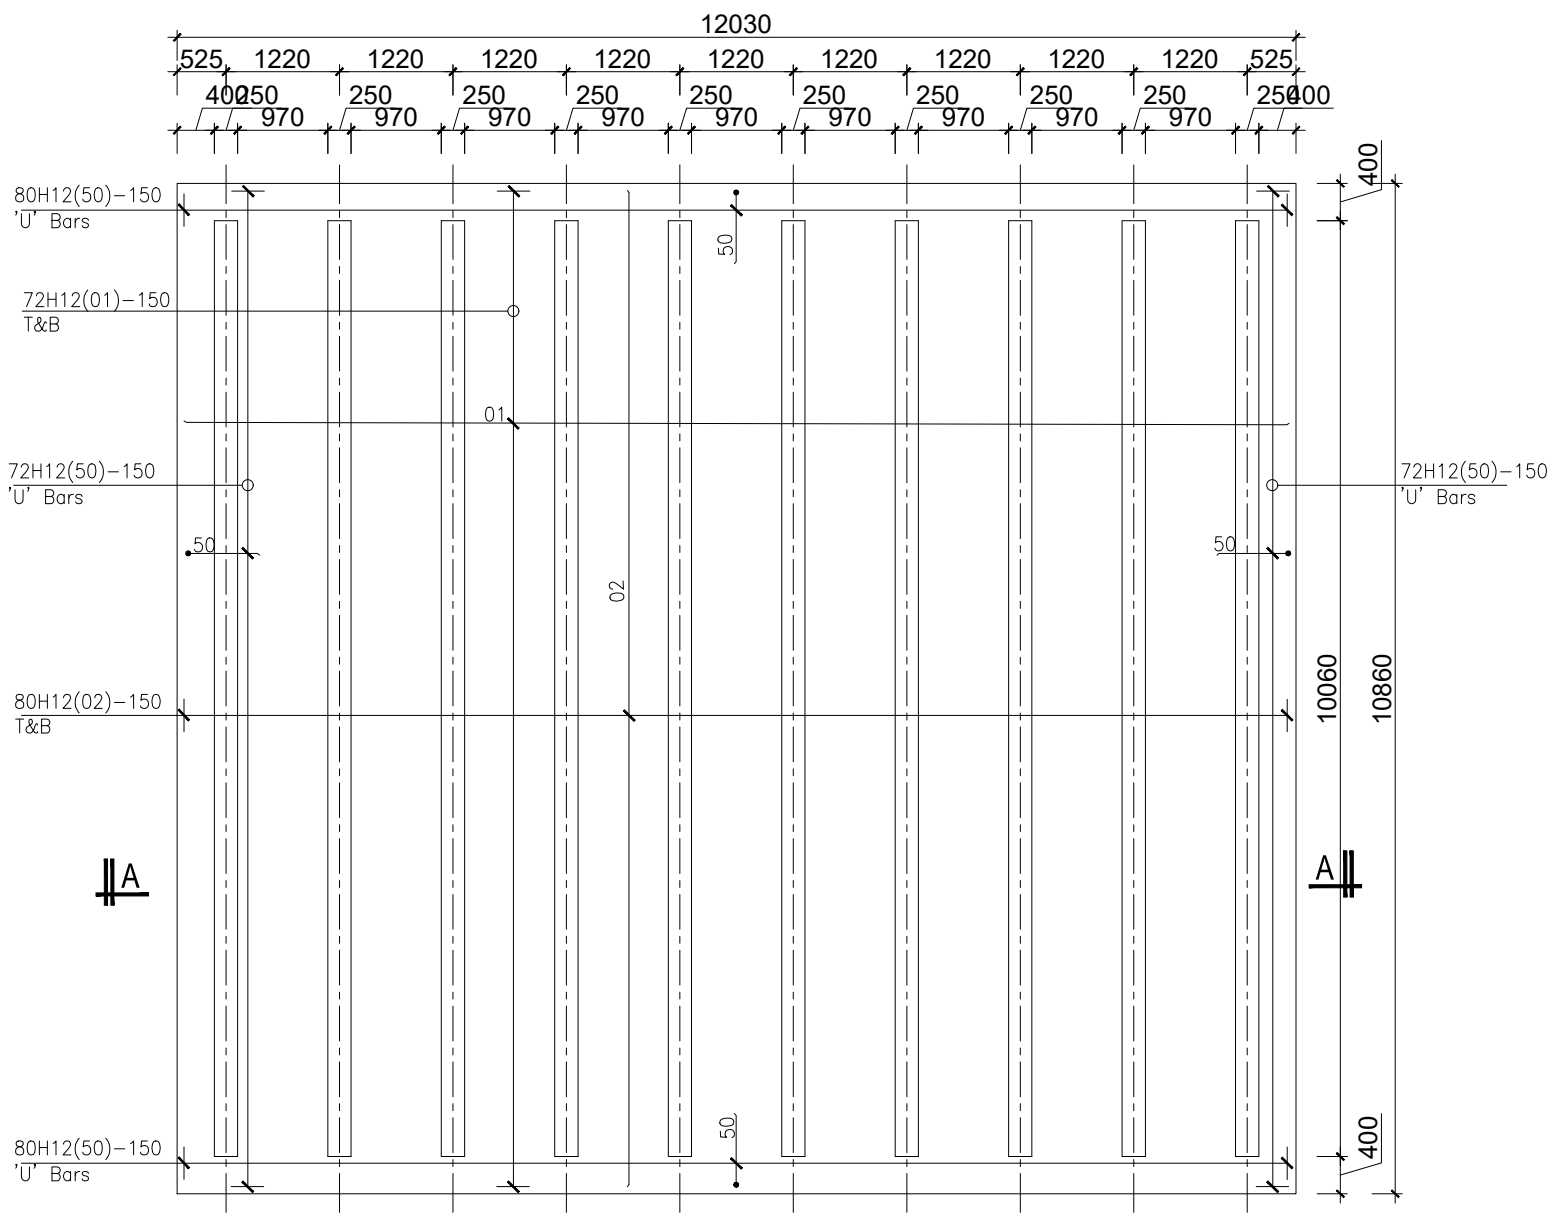 12030
525 1220 1220 1220 1220 1220 1220 1220 1220 1220 525
400 250 250 250 250 250 250 250 250 250 250 400
970 970 970 970 970 970 970 970 970
400
80H12(50)-150
'U' Bars
50
72H12(01)-150
T&B
01
72H12(50)-150
'U' Bars
72H12(50)-150
'U' Bars
50
50
02
80H12(02)-150
T&B
10060
10860
A
A
50
400
80H12(50)-150
'U' Bars